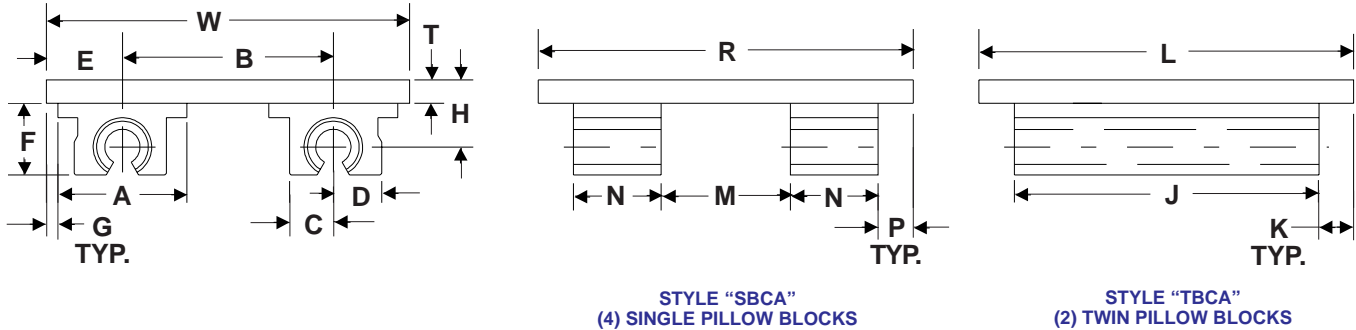 W
T
E
B
H
F
A
D
C
G
TYP.
R
N
M
N
P
TYP.
STYLE “SBCA”
(4) SINGLE PILLOW BLOCKS
L
J
K
TYP.
STYLE “TBCA”
(2) TWIN PILLOW BLOCKS